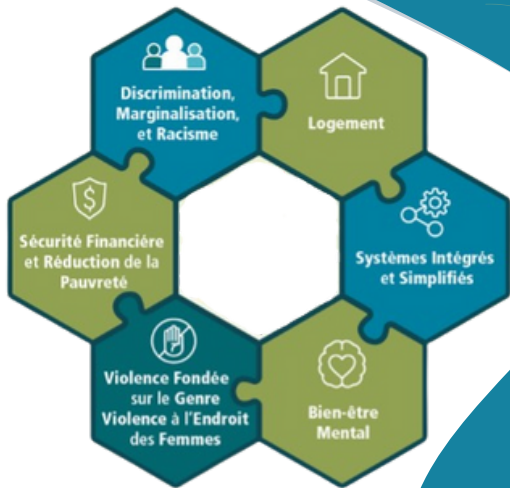 Discrimination,
Marginalisation,
et Racisme
Logement
Sécurité Financiére
et Réduction de la
Pauvreté
Systèmes Intégrés
et Simplifiés
Violence Fondée
sur le Genre
Violence à l'Endroit
des Femmes
Bien-être
Mental